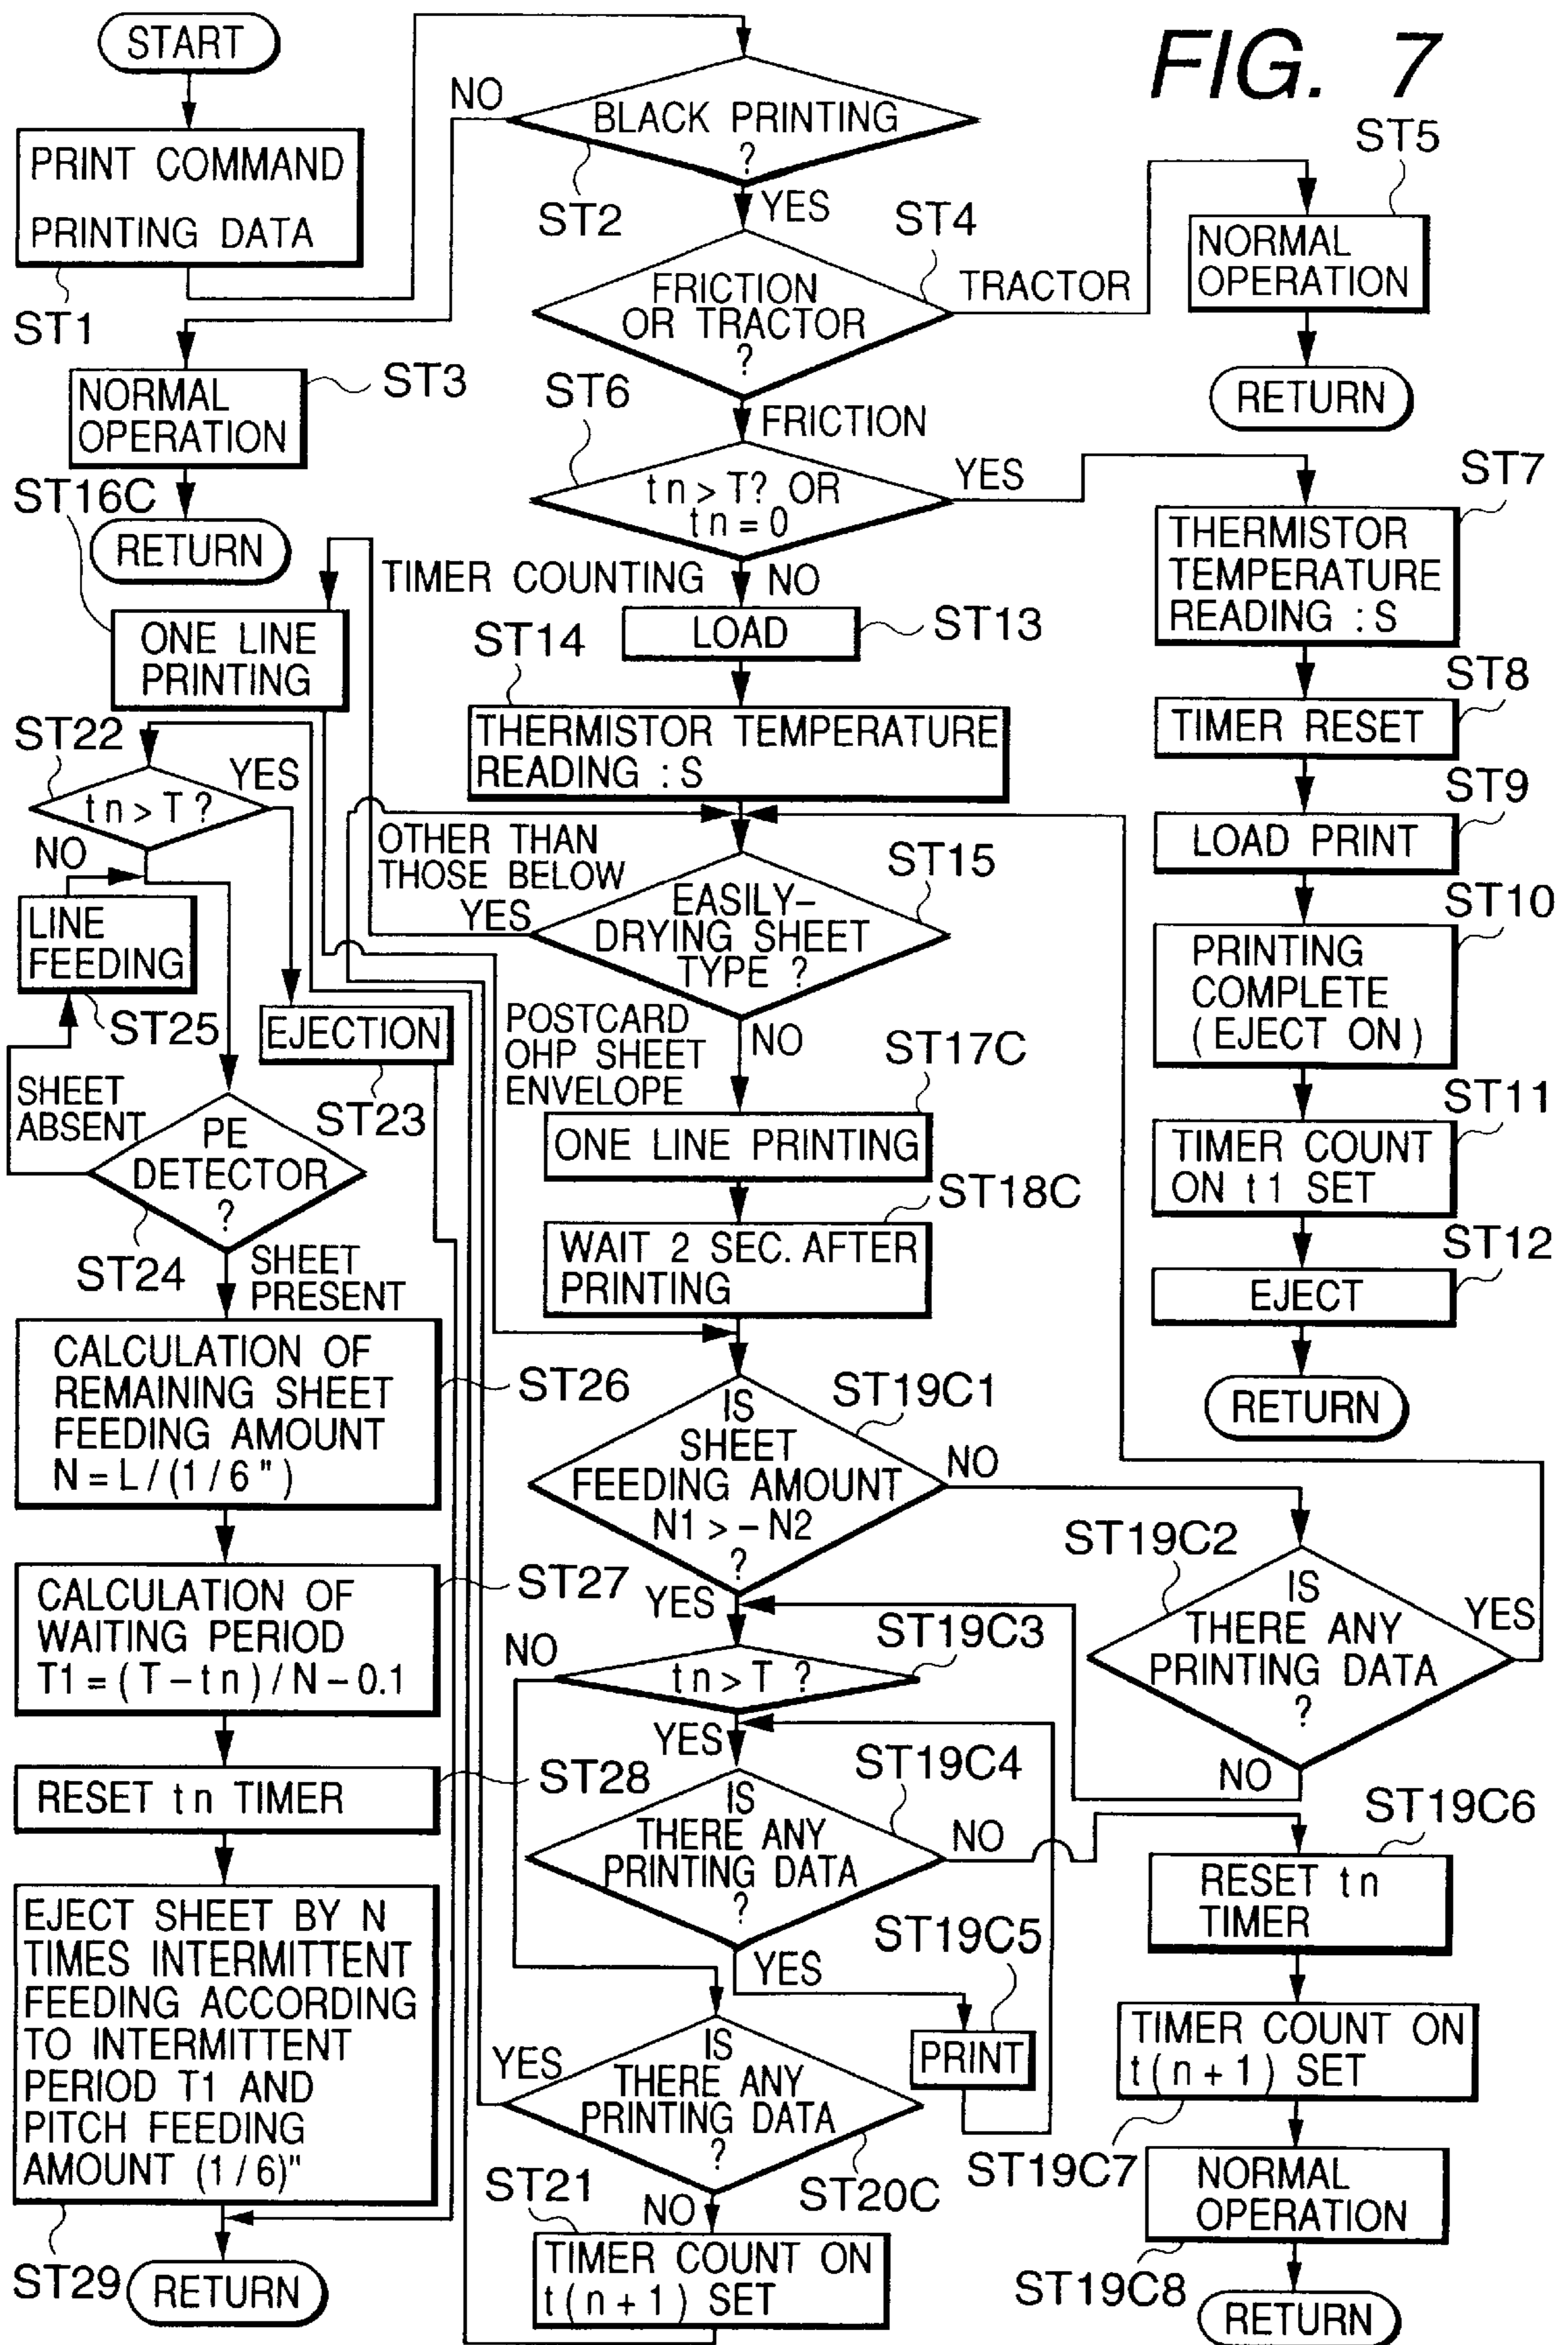 FIG. 7
START
PRINT COMMAND
PRINTING DATA
ST1
NO
BLACK PRINTING
?
ST2
YES
NORMAL
OPERATION
ST3
RETURN
ST4
FRICTION
OR TRACTOR
?
TRACTOR
ST5
NORMAL
OPERATION
RETURN
FRICTION
ST6
tn > T? OR
tn = 0
YES
ST7
THERMISTOR
TEMPERATURE
READING : S
ST8
TIMER RESET
ST9
LOAD PRINT
ST10
PRINTING
COMPLETE
( EJECT ON )
ST11
TIMER COUNT
ON t1 SET
ST12
EJECT
RETURN
TIMER COUNTING
NO
LOAD
ST13
ST14
THERMISTOR TEMPERATURE
READING : S
OTHER THAN
THOSE BELOW
YES
EASILY-
DRYING SHEET
TYPE ?
ST15
ST16C
ONE LINE
PRINTING
POSTCARD
OHP SHEET
ENVELOPE
NO
ST17C
ONE LINE PRINTING
ST18C
WAIT 2 SEC. AFTER
PRINTING
IS
SHEET
FEEDING AMOUNT
N1 > - N2
?
ST19C1
NO
YES
ST19C2
IS
THERE ANY
PRINTING DATA
?
YES
NO
NO
tn > T ?
ST19C3
YES
IS
THERE ANY
PRINTING DATA
?
ST19C4
NO
YES
ST19C5
PRINT
ST19C6
RESET tn
TIMER
TIMER COUNT ON
t(n + 1) SET
ST19C7
NORMAL
OPERATION
ST19C8
RETURN
YES
IS
THERE ANY
PRINTING DATA
?
ST20C
NO
ST21
TIMER COUNT ON
t(n + 1) SET
ST22
tn > T ?
YES
NO
LINE
FEEDING
ST25
EJECTION
ST23
SHEET
ABSENT
PE
DETECTOR
?
ST24
SHEET
PRESENT
CALCULATION OF
REMAINING SHEET
FEEDING AMOUNT
N = L / (1 / 6 ")
ST26
CALCULATION OF
WAITING PERIOD
T1 = (T - tn) / N - 0.1
ST27
RESET tn TIMER
ST28
EJECT SHEET BY N
TIMES INTERMITTENT
FEEDING ACCORDING
TO INTERMITTENT
PERIOD T1 AND
PITCH FEEDING
AMOUNT (1 / 6)"
ST29
RETURN